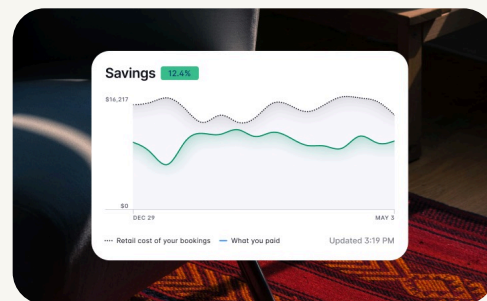 Savings 12.4%
$16,217
$0
DEC 29 MAY 3
Retail cost of your bookings What you paid Updated 3:19 PM